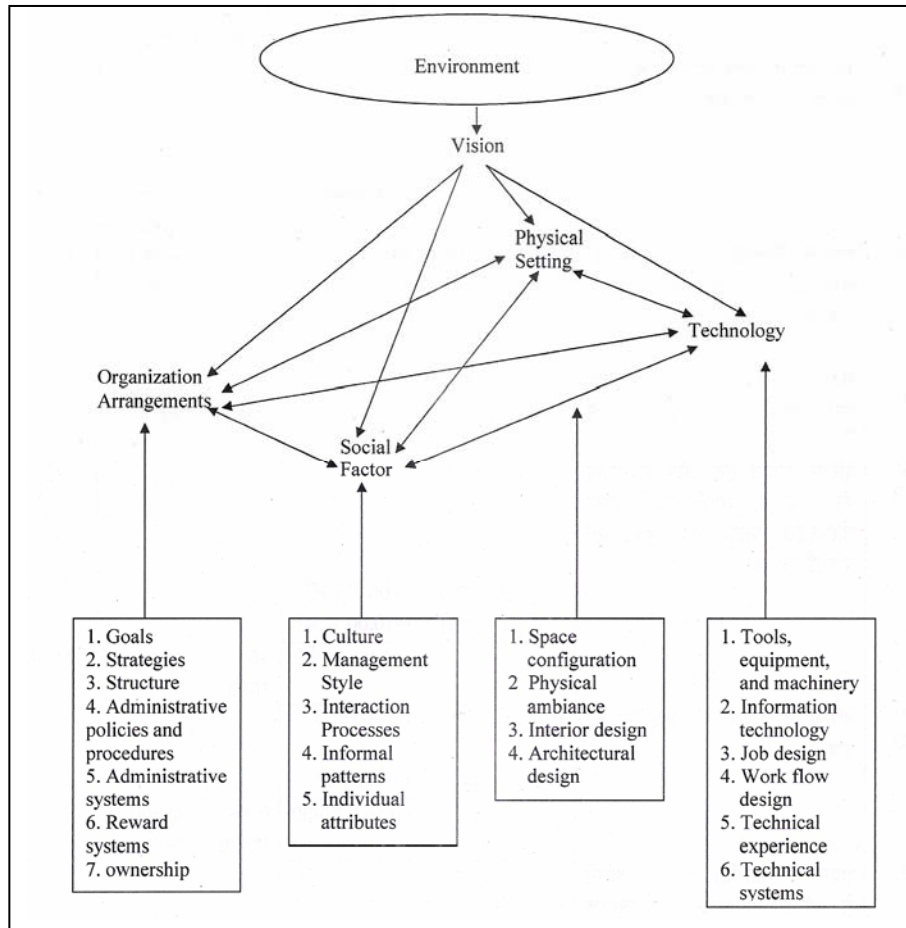 Environment
Vision
Physical
Setting
Technology
Organization
Arrangements
Social
Factor
1. Goals
2. Strategies
3. Structure
4. Administrative
policies and
procedures
5. Administrative
systems
6. Reward
systems
7. ownership
1. Culture
2. Management
Style
3. Interaction
Processes
4. Informal
patterns
5. Individual
attributes
1. Space
configuration
2 Physical
ambiance
3. Interior design
4. Architectural
design
1. Tools,
equipment,
and machinery
2. Information
technology
3. Job design
4. Work flow
design
5. Technical
experience
6. Technical
systems